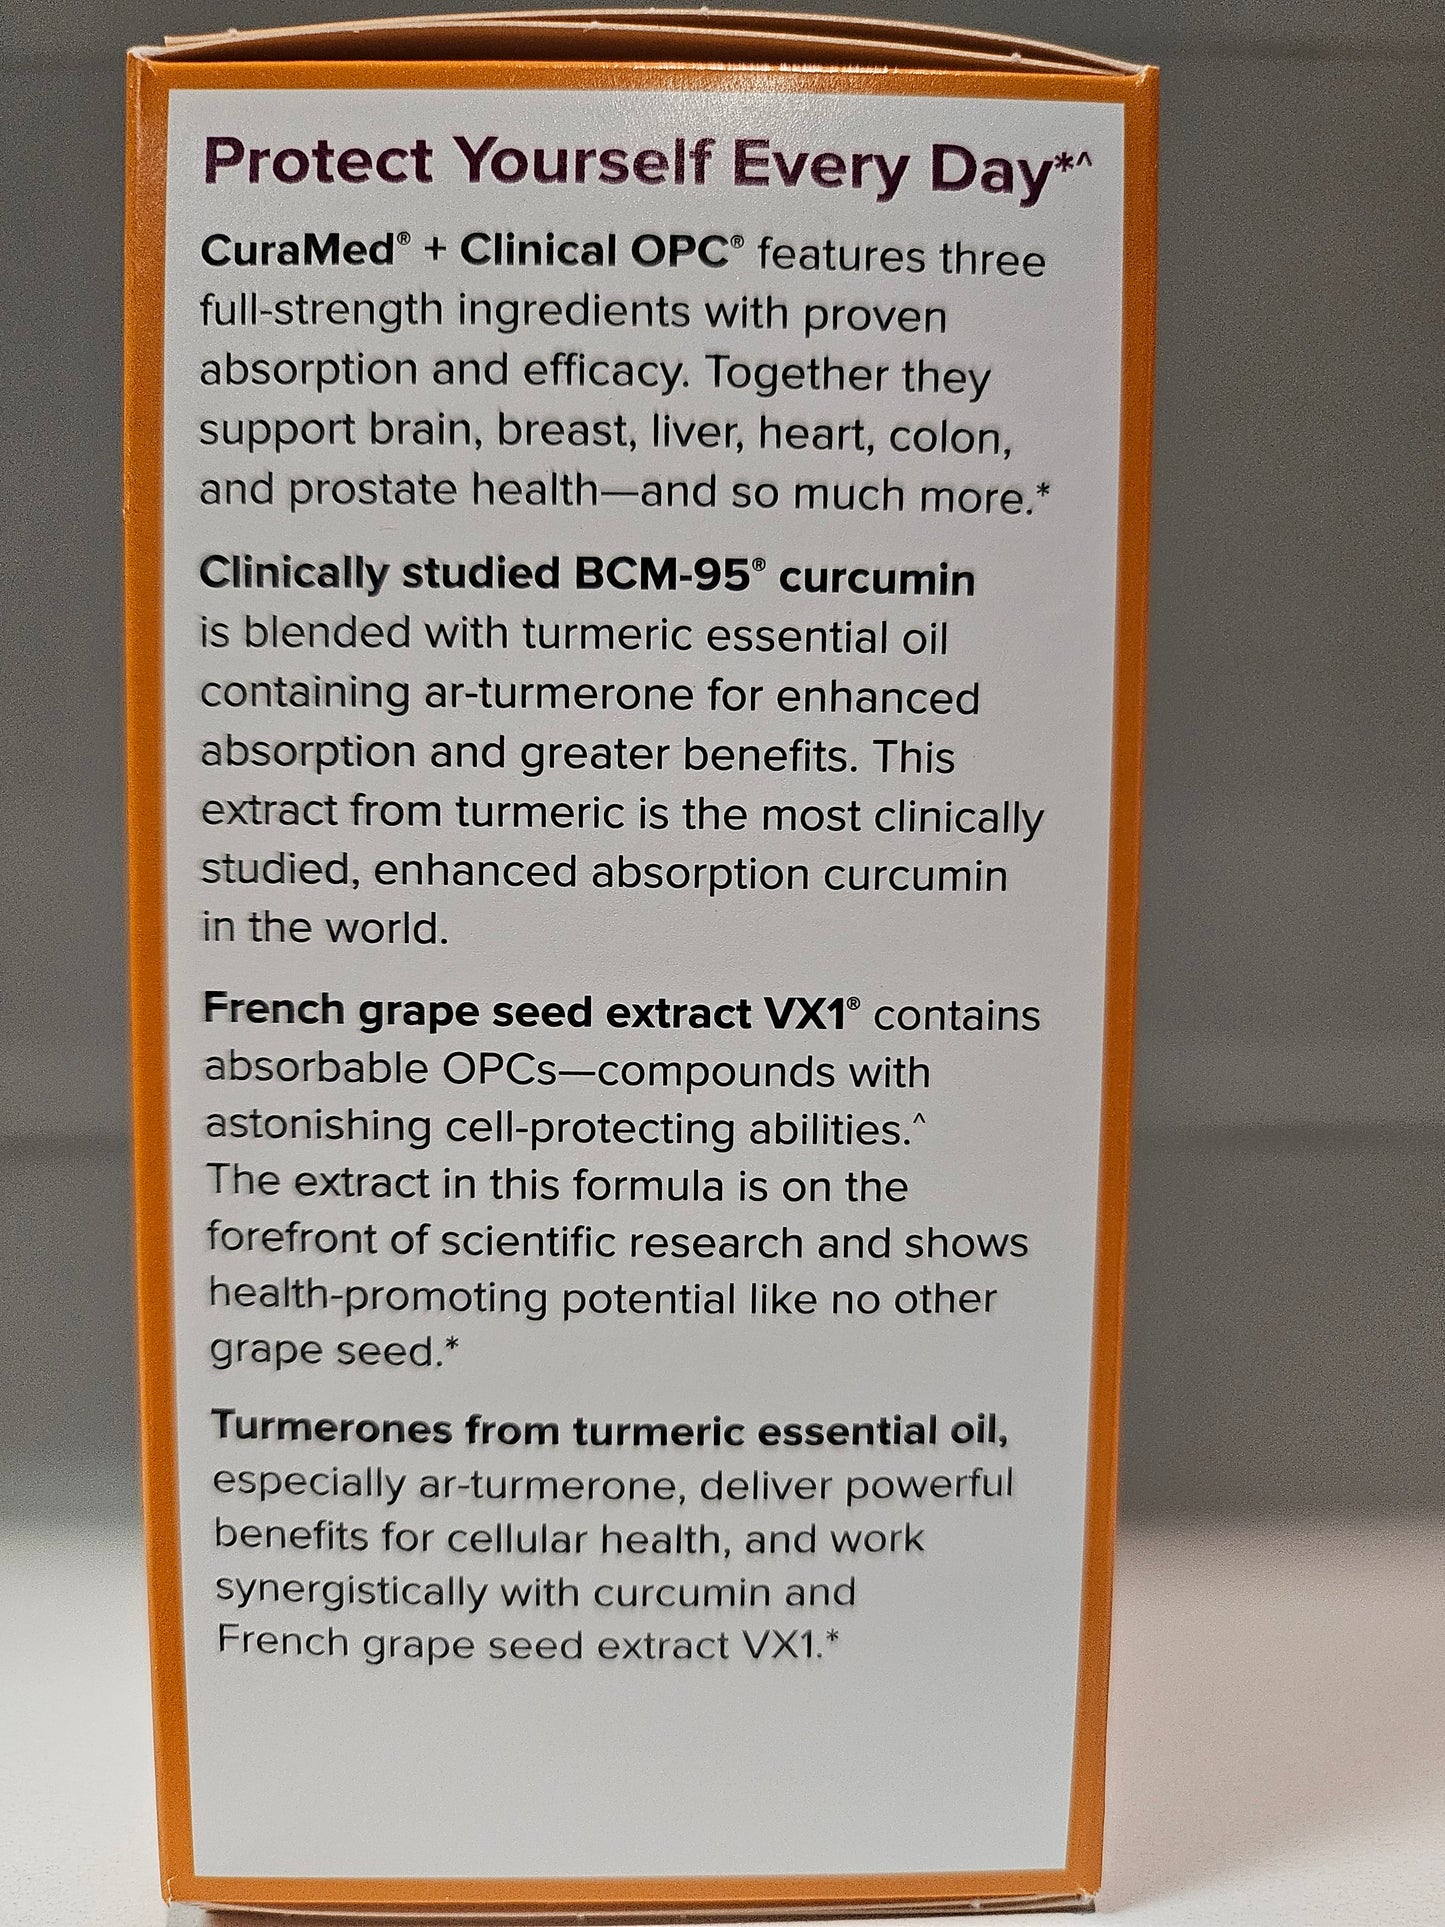 Protect Yourself Every Day*^
CuraMed® + Clinical OPC® features three
full-strength ingredients with proven
absorption and efficacy. Together they
support brain, breast, liver, heart, colon,
and prostate health—and so much more.*
Clinically studied BCM-95® curcumin
is blended with turmeric essential oil
containing ar-turmerone for enhanced
absorption and greater benefits. This
extract from turmeric is the most clinically
studied, enhanced absorption curcumin
in the world.
French grape seed extract VX1® contains
absorbable OPCs—compounds with
astonishing cell-protecting abilities.^
The extract in this formula is on the
forefront of scientific research and shows
health-promoting potential like no other
grape seed.*
Turmerones from turmeric essential oil,
especially ar-turmerone, deliver powerful
benefits for cellular health, and work
synergistically with curcumin and
French grape seed extract VX1.*